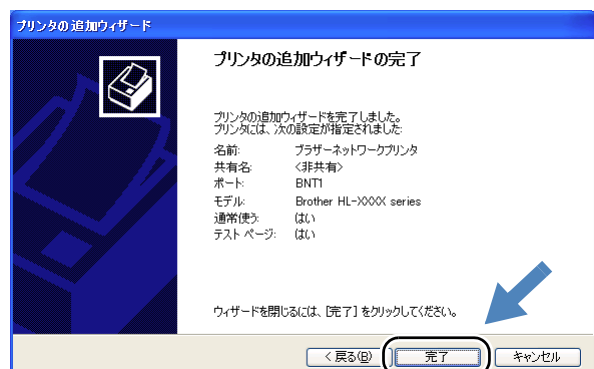 プリンタの追加ウィザード
プリンタの追加ウィザードの完了
プリンタの追加ウィザードを完了しました。
プリンタには、次の設定が指定されました:
名前: ブラザーネットワークプリンタ
共有名: <非共有>
ポート: BNT1
モデル: Brother HL-XXXX series
通常使う: はい
テスト ページ: はい
ウィザードを閉じるには、[完了] をクリックしてください。
< 戻る(B) 完了 キャンセル